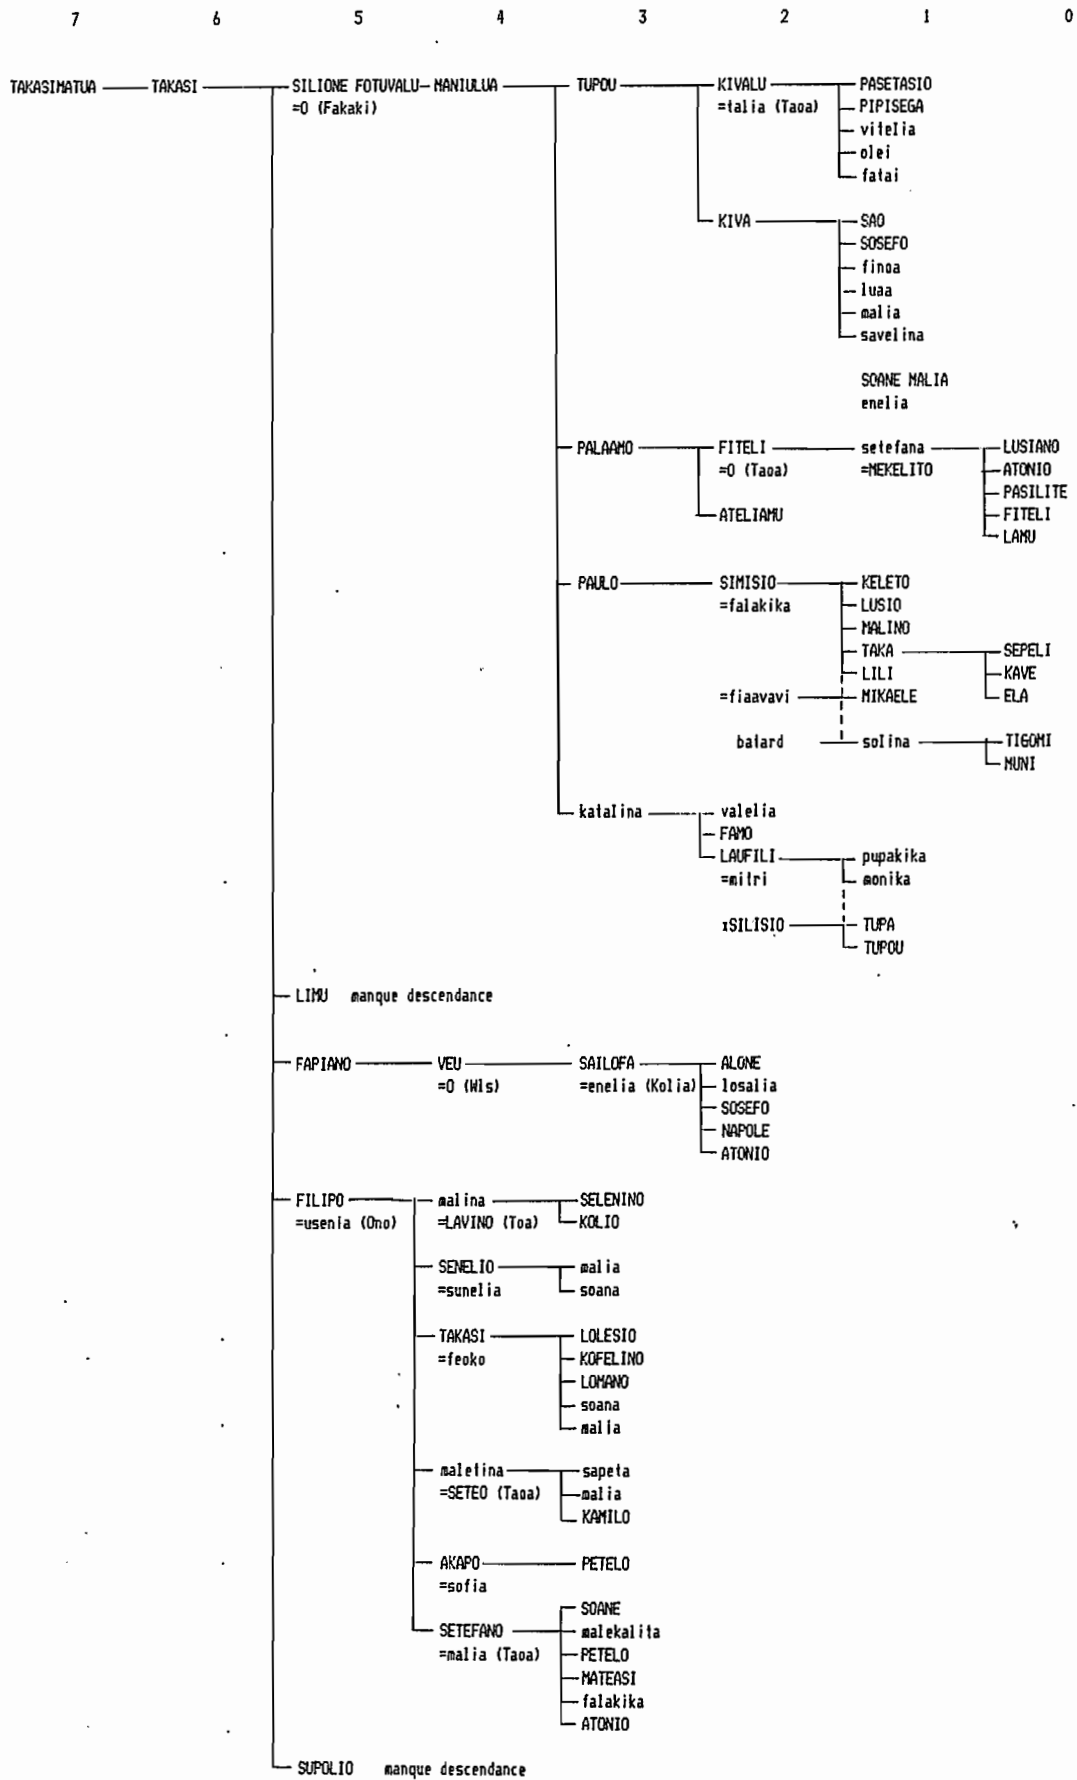 7 6 5 4 3 2 1 0
TAKASIMATUA TAKASI SILIONE FOTUVALU MANIULUA TUPOU KIVALU PASETASIO
=O (Fakaki) =talia (Taoa) PIPISEGA
vitelia
olei
fatai
KIVA SAO
SOSEFO
finoa
luaa
malia
savelina
SOANE MALIA
enelia
PALAAMO FITELI setefana LUSIANO
=O (Taoa) =MEKELITO ATONIO
PASILITE
ATELIAMU FITELI
LAMU
PAULO SIMISIO KELETO
=falakika LUSIO
MALINO
TAKA SEPELI
LILI KAVE
=fiaavavi MIKAELE ELA
batard solina TIGOMI
MUNI
katalina valelia
FAMO
LAUFILI pupakika
=mitri monika
xSILISIO TUPA
TUPOU
LIMU manque descendance
FAPIANO VEU SAILOFA ALONE
=O (Wls) =enelia (Kolia) losalia
SOSEFO
NAPOLE
ATONIO
FILIPO malina SELENINO
=usenia (Ono) =LAVINO (Toa) KOLIO
SENELIO malia
=sunelia soana
TAKASI LOLESIO
=feoko KOFELINO
LOMANO
soana
malia
maletina sapeta
=SETEO (Taoa) malia
KAMILO
AKAPO PETELO
=sofia
SOANE
SETEFANO malekalita
=malia (Taoa) PETELO
MATEASI
falakika
ATONIO
SUPOLIO manque descendance